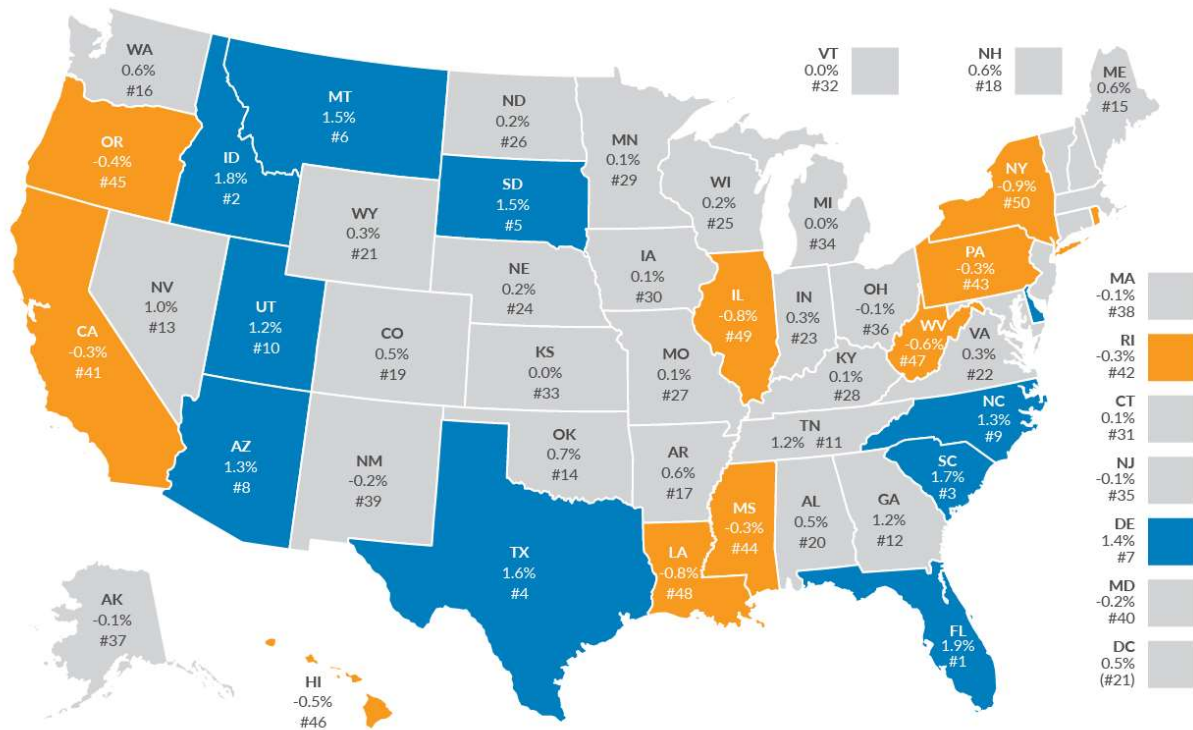 WA
0.6%
#16
VT
0.0%
#32
NH
0.6%
#18
ME
0.6%
#15
MT
1.5%
#6
ND
0.2%
#26
MN
0.1%
#29
OR
-0.4%
#45
ID
1.8%
#2
SD
1.5%
#5
WI
0.2%
#25
MI
0.0%
#34
NY
-0.9%
#50
WY
0.3%
#21
IA
0.1%
#30
PA
-0.3%
#43
NE
0.2%
#24
NV
1.0%
#13
UT
1.2%
#10
IL
-0.8%
#49
IN
0.3%
#23
OH
-0.1%
#36
MA
-0.1%
#38
CA
-0.3%
#41
CO
0.5%
#19
KS
0.0%
#33
MO
0.1%
#27
KY
0.1%
#28
WV
-0.6%
#47
VA
0.3%
#22
RI
-0.3%
#42
CT
0.1%
#31
AZ
1.3%
#8
NM
-0.2%
#39
OK
0.7%
#14
AR
0.6%
#17
TN
1.2% #11
NC
1.3%
#9
SC
1.7%
#3
NJ
-0.1%
#35
MS
-0.3%
#44
AL
0.5%
#20
GA
1.2%
#12
DE
1.4%
#7
TX
1.6%
#4
LA
-0.8%
#48
MD
-0.2%
#40
AK
-0.1%
#37
FL
1.9%
#1
DC
0.5%
(#21)
HI
-0.5%
#46